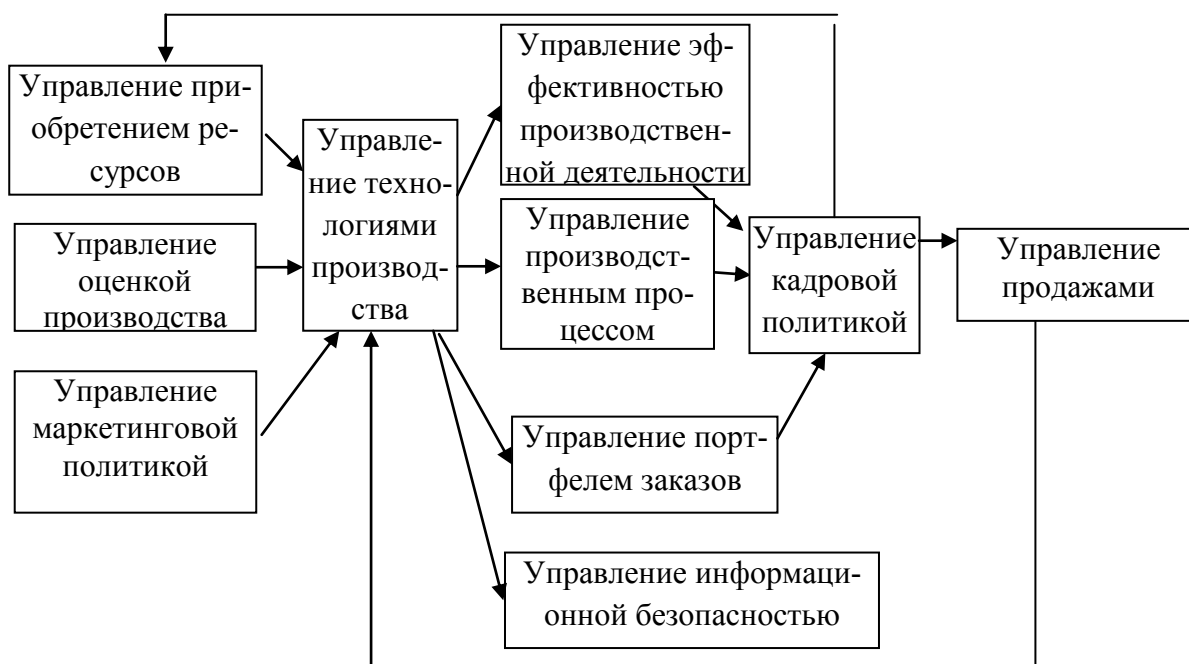 Управление при-
обретением ре-
сурсов
Управление
оценкой
производства
Управление
маркетинговой
политикой
Управле-
ние техно-
логиями
производ-
ства
Управление эф-
фективностью
производствен-
ной деятельности
Управление
производст-
венным про-
цессом
Управление порт-
фелем заказов
Управление информаци-
онной безопасностью
Управление
кадровой
политикой
Управление
продажами